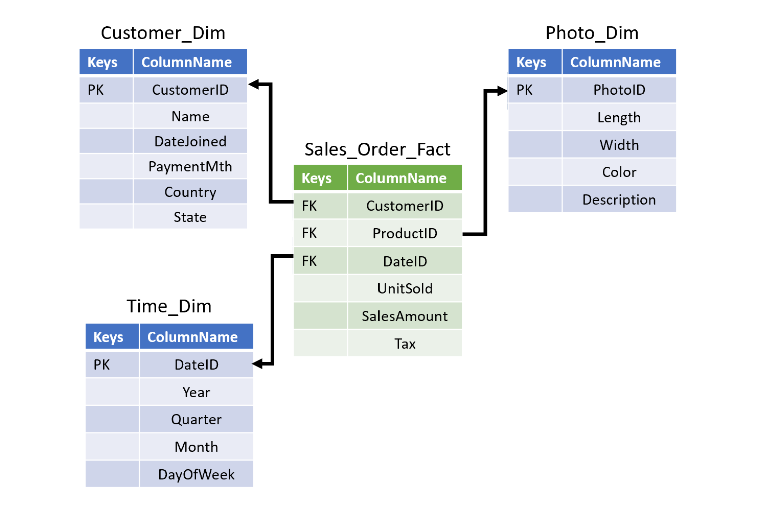 Customer_Dim
Keys ColumnName
PK CustomerID
Name
DateJoined
PaymentMth
Country
State
Photo_Dim
Keys ColumnName
PK PhotoID
Length
Width
Color
Description
Sales_Order_Fact
Keys ColumnName
FK CustomerID
FK ProductID
FK DateID
UnitSold
SalesAmount
Tax
Time_Dim
Keys ColumnName
PK DateID
Year
Quarter
Month
DayOfWeek